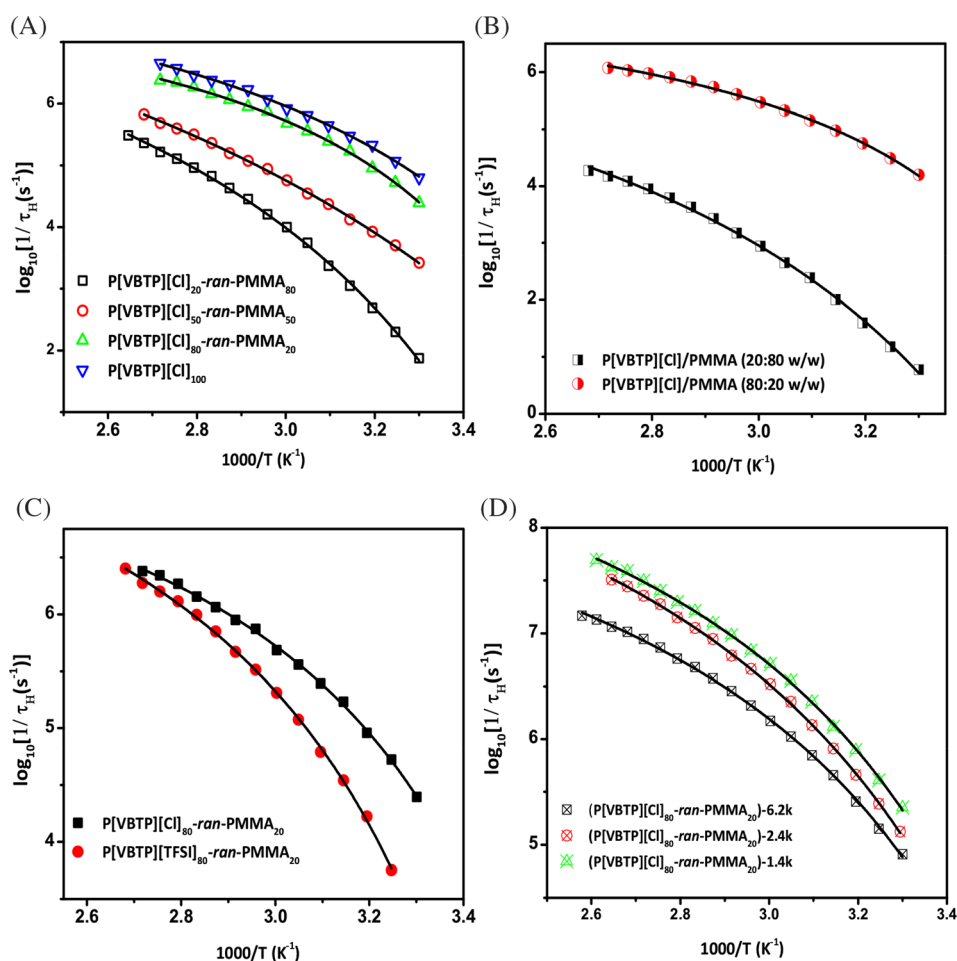 (A)
log₁₀[1/ τ_H(s⁻¹)]
6
4
2
P[VBTP][Cl]₂₀-ran-PMMA₈₀
P[VBTP][Cl]₅₀-ran-PMMA₅₀
P[VBTP][Cl]₈₀-ran-PMMA₂₀
P[VBTP][Cl]₁₀₀
2.6 2.8 3.0 3.2 3.4
1000/T (K⁻¹)
(B)
log₁₀[1/ τ_H(s⁻¹)]
6
4
2
0
P[VBTP][Cl]/PMMA (20:80 w/w)
P[VBTP][Cl]/PMMA (80:20 w/w)
2.6 2.8 3.0 3.2
1000/T (K⁻¹)
(C)
log₁₀[1/ τ_H(s⁻¹)]
6
5
4
P[VBTP][Cl]₈₀-ran-PMMA₂₀
P[VBTP][TFSI]₈₀-ran-PMMA₂₀
2.6 2.8 3.0 3.2 3.4
1000/T (K⁻¹)
(D)
log₁₀[1/ τ_H(s⁻¹)]
8
7
6
5
(P[VBTP][Cl]₈₀-ran-PMMA₂₀)-6.2k
(P[VBTP][Cl]₈₀-ran-PMMA₂₀)-2.4k
(P[VBTP][Cl]₈₀-ran-PMMA₂₀)-1.4k
2.6 2.8 3.0 3.2 3.4
1000/T (K⁻¹)